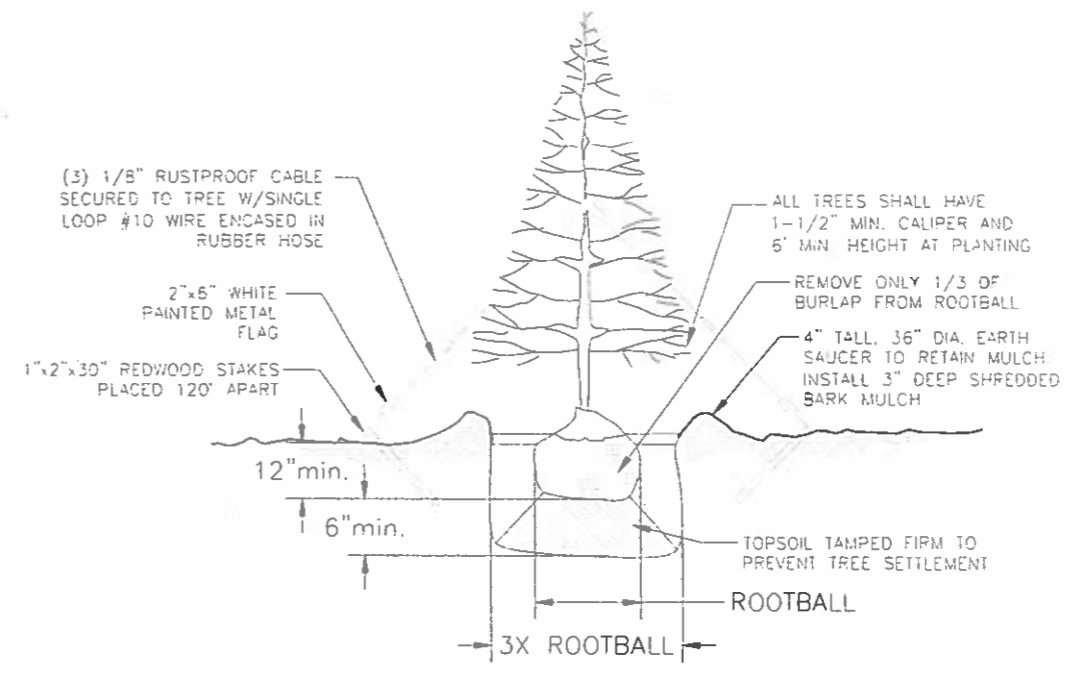 (3) 1/8" RUSTPROOF CABLE
SECURED TO TREE W/SINGLE
LOOP #10 WIRE ENCASED IN
RUBBER HOSE
2"x6" WHITE
PAINTED METAL
FLAG
1"x2"x30" REDWOOD STAKES
PLACED 120° APART
12"min.
6"min.
ALL TREES SHALL HAVE
1-1/2" MIN. CALIPER AND
6' MIN. HEIGHT AT PLANTING
REMOVE ONLY 1/3 OF
BURLAP FROM ROOTBALL
4" TALL, 36" DIA. EARTH
SAUCER TO RETAIN MULCH.
INSTALL 3" DEEP SHREDDED
BARK MULCH
TOPSOIL TAMPED FIRM TO
PREVENT TREE SETTLEMENT
ROOTBALL
3X ROOTBALL